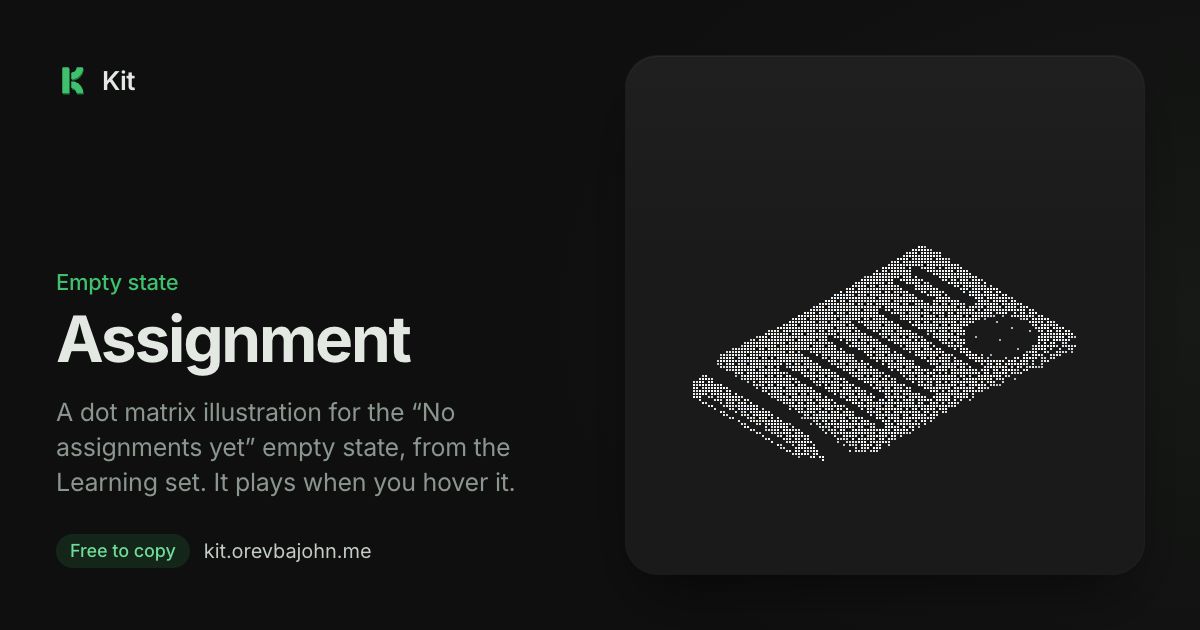 Kit
Empty state
Assignment
A dot matrix illustration for the “No
assignments yet” empty state, from the
Learning set. It plays when you hover it.
Free to copy
kit.orevbajohn.me